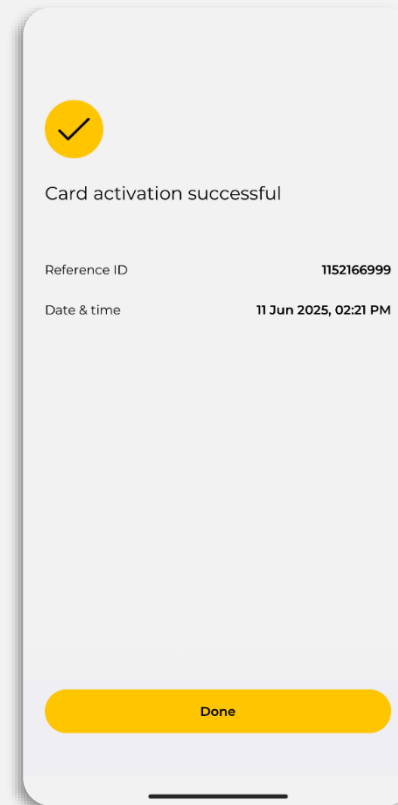 Card activation successful
Reference ID 1152166999
Date & time 11 Jun 2025, 02:21 PM
Done